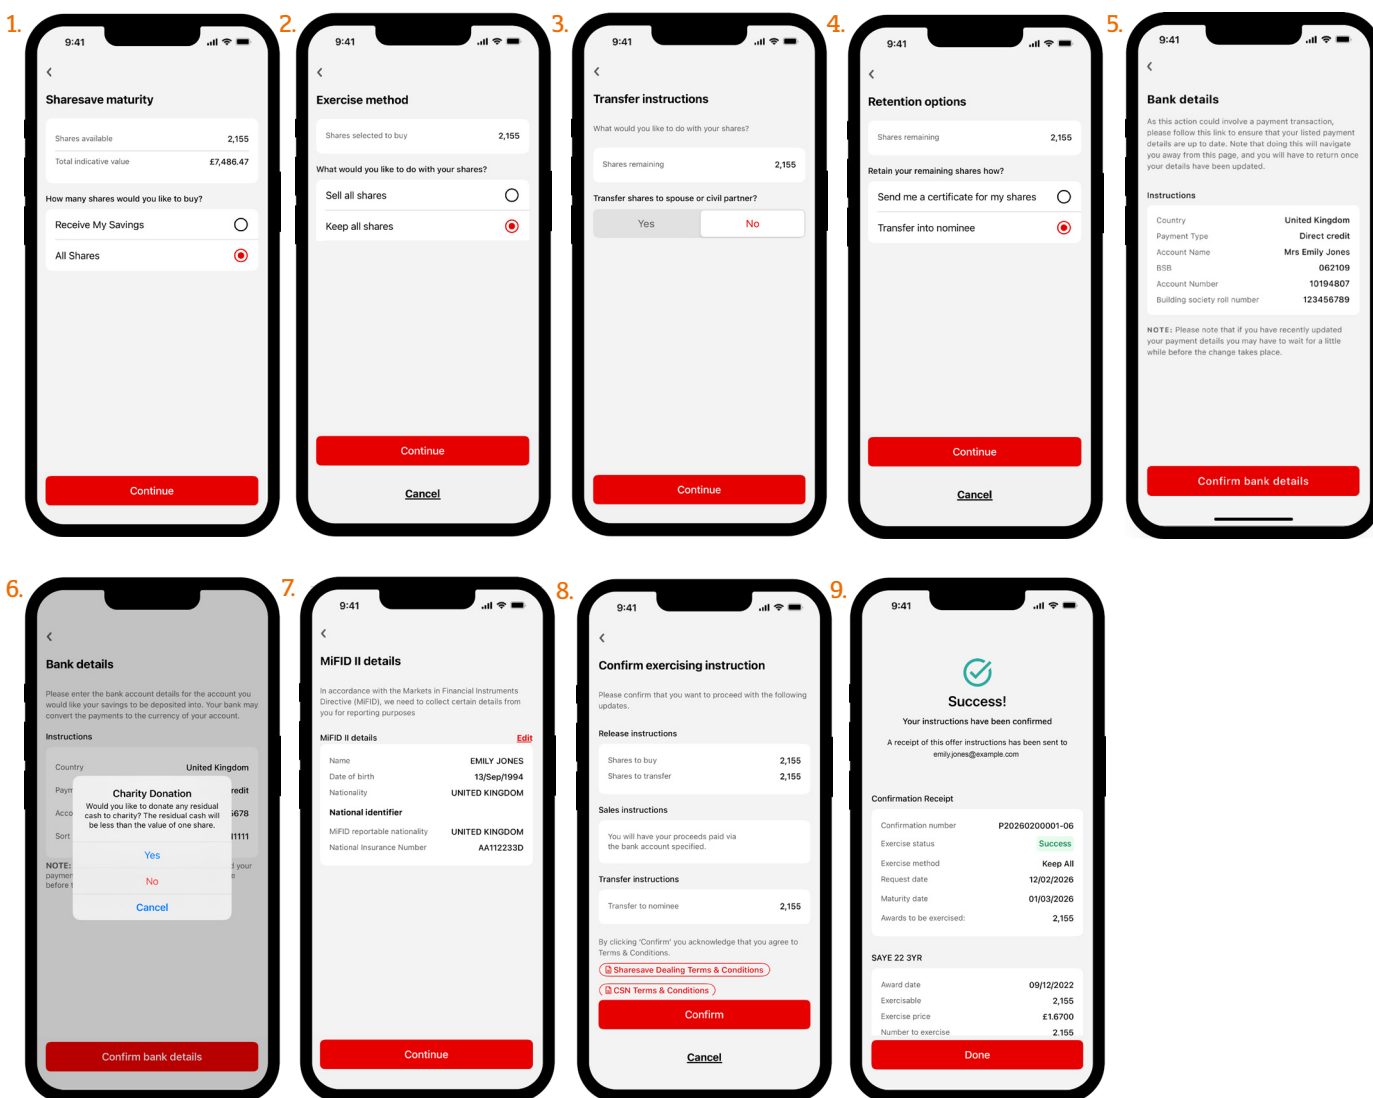 1.
9:41
Sharesave maturity
Shares available 2,155
Total indicative value £7,486.47
How many shares would you like to buy?
Receive My Savings
All Shares
Continue
2.
9:41
Exercise method
Shares selected to buy 2,155
What would you like to do with your shares?
Sell all shares
Keep all shares
Continue
Cancel
3.
9:41
Transfer instructions
What would you like to do with your shares?
Shares remaining 2,155
Transfer shares to spouse or civil partner?
Yes No
Continue
4.
9:41
Retention options
Shares remaining 2,155
Retain your remaining shares how?
Send me a certificate for my shares
Transfer into nominee
Continue
Cancel
5.
9:41
Bank details
As this action could involve a payment transaction,
please follow this link to ensure that your listed payment
details are up to date. Note that doing this will navigate
you away from this page, and you will have to return once
your details have been updated.
Instructions
Country United Kingdom
Payment Type Direct credit
Account Name Mrs Emily Jones
BSB 062109
Account Number 10194807
Building society roll number 123456789
NOTE: Please note that if you have recently updated
your payment details you may have to wait for a little
while before the change takes place.
Confirm bank details
6.
Bank details
Please enter the bank account details for the account you
would like your savings to be deposited into. Your bank may
convert the payments to the currency of your account.
Instructions
Country United Kingdom
Paym redit
Acco 5678
Sort 11111
NOTE: d your
paymen e
before t
Charity Donation
Would you like to donate any residual
cash to charity? The residual cash will
be less than the value of one share.
Yes
No
Cancel
Confirm bank details
7.
9:41
MiFID II details
In accordance with the Markets in Financial Instruments
Directive (MiFID), we need to collect certain details from
you for reporting purposes
MiFID II details Edit
Name EMILY JONES
Date of birth 13/Sep/1994
Nationality UNITED KINGDOM
National identifier
MiFID reportable nationality UNITED KINGDOM
National Insurance Number AA112233D
Continue
8.
9:41
Confirm exercising instruction
Please confirm that you want to proceed with the following
updates.
Release instructions
Shares to buy 2,155
Shares to transfer 2,155
Sales instructions
You will have your proceeds paid via
the bank account specified.
Transfer instructions
Transfer to nominee 2,155
By clicking 'Confirm' you acknowledge that you agree to
Terms & Conditions.
Sharesave Dealing Terms & Conditions
CSN Terms & Conditions
Confirm
Cancel
9.
9:41
Success!
Your instructions have been confirmed
A receipt of this offer instructions has been sent to
emily.jones@example.com
Confirmation Receipt
Confirmation number P20260200001-06
Exercise status Success
Exercise method Keep All
Request date 12/02/2026
Maturity date 01/03/2026
Awards to be exercised: 2,155
SAYE 22 3YR
Award date 09/12/2022
Exercisable 2,155
Exercise price £1.6700
Number to exercise 2,155
Done